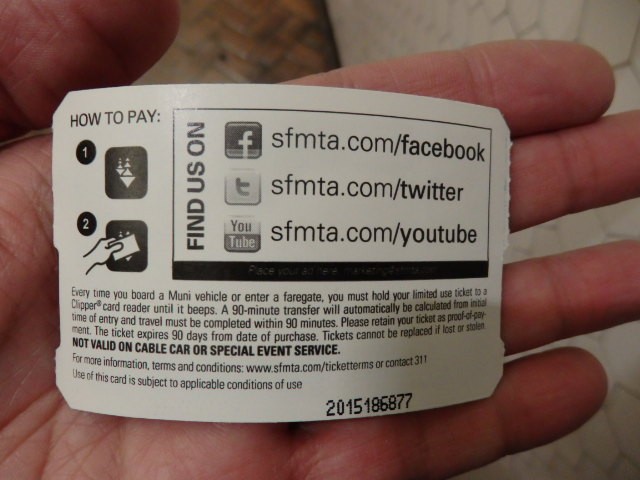 HOW TO PAY:
1
2
FIND US ON
f sfmta.com/facebook
t sfmta.com/twitter
You Tube sfmta.com/youtube
Place your ad here.
Every time you board a Muni vehicle or enter a faregate, you must hold your limited use ticket to a
Clipper® card reader until it beeps. A 90-minute transfer will automatically be calculated from initial
time of entry and travel must be completed within 90 minutes. Please retain your ticket as proof-of-pay-
ment. The ticket expires 90 days from date of purchase. Tickets cannot be replaced if lost or stolen.
NOT VALID ON CABLE CAR OR SPECIAL EVENT SERVICE.
For more information, terms and conditions: www.sfmta.com/ticketterms or contact 311
Use of this card is subject to applicable conditions of use
2015186877